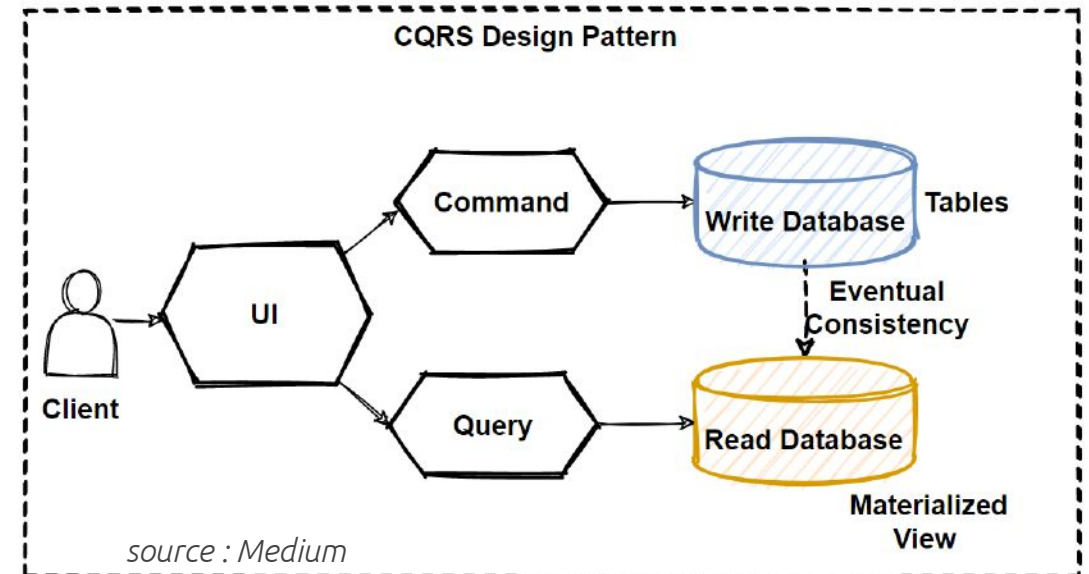 CQRS Design Pattern
Command
Write Database
Tables
UI
Eventual
Consistency
Client
Query
Read Database
Materialized
View
source : Medium